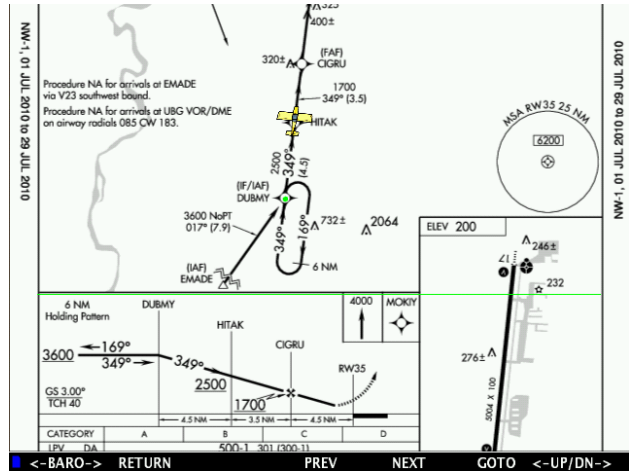 NW-1, 01 JUL 2010 to 29 JUL 2010
325
400±
(FAF)
CIGRU
320±
1700
349° (3.5)
HITAK
Procedure NA for arrivals at EMADE
via V23 southwest bound.
Procedure NA for arrivals at UBG VOR/DME
on airway radials 085 CW 183.
MSA RW35 25 NM
6200
2500
349°
(4.5)
(IF/IAF)
DUBMY
3600 NoPT
017° (7.9)
349°
169°
732±
2064
6 NM
(IAF)
EMADE
ELEV 200
246±
17
232
276±
5004 X 100
NW-1, 01 JUL 2010 to 29 JUL 2010
6 NM
Holding Pattern
DUBMY
HITAK
CIGRU
RW35
4000
MOKIY
3600
169°
349°
349°
2500
1700
GS 3.00°
TCH 40
4.5 NM
3.5 NM
4.5 NM
CATEGORY A B C D
LPV DA 500-1 301 (300-1)
<-BARO-> RETURN PREV NEXT GOTO <-UP/DN->